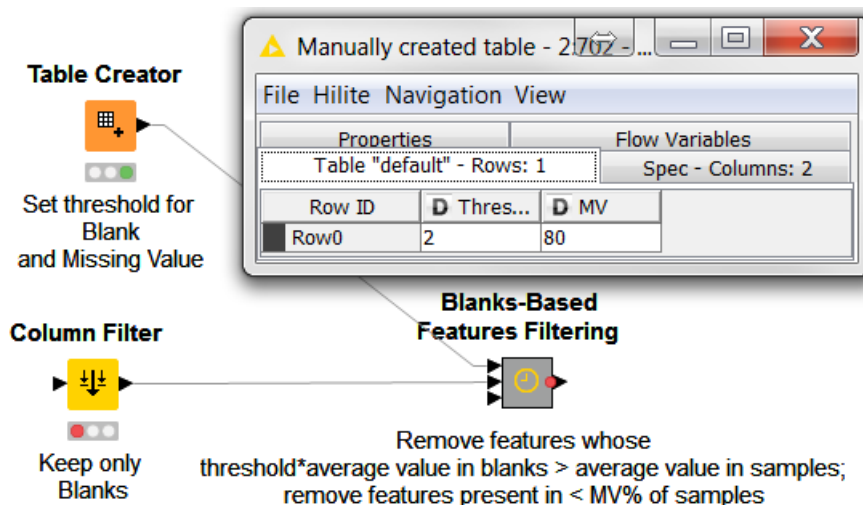 Table Creator
Set threshold for
Blank
and Missing Value
Manually created table - 2:702 - ...
File Hilite Navigation View
Properties Flow Variables
Table "default" - Rows: 1 Spec - Columns: 2
Row ID D Thres... D MV
Row0 2 80
Column Filter
Keep only
Blanks
Blanks-Based
Features Filtering
Remove features whose
threshold*average value in blanks > average value in samples;
remove features present in < MV% of samples